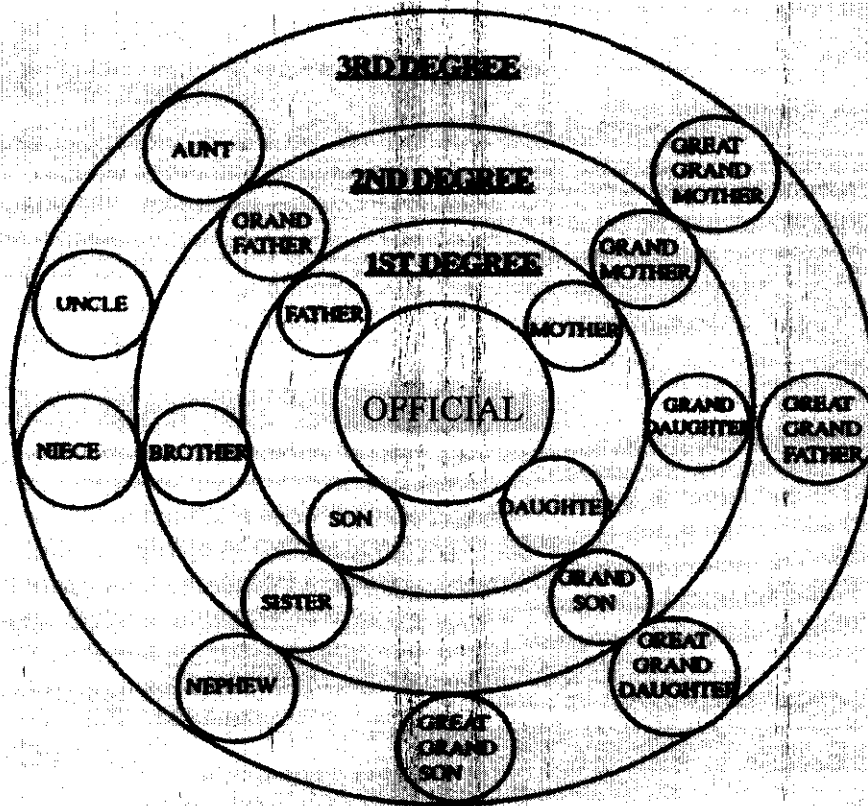 3RD DEGREE
AUNT
GREAT
GRAND
MOTHER
2ND DEGREE
GRAND
FATHER
GRAND
MOTHER
1ST DEGREE
UNCLE
FATHER
MOTHER
OFFICIAL
GRAND
DAUGHTER
GREAT
GRAND
FATHER
NIECE
BROTHER
SON
DAUGHTER
SISTER
GRAND
SON
NEPHEW
GREAT
GRAND
DAUGHTER
GREAT
GRAND
SON